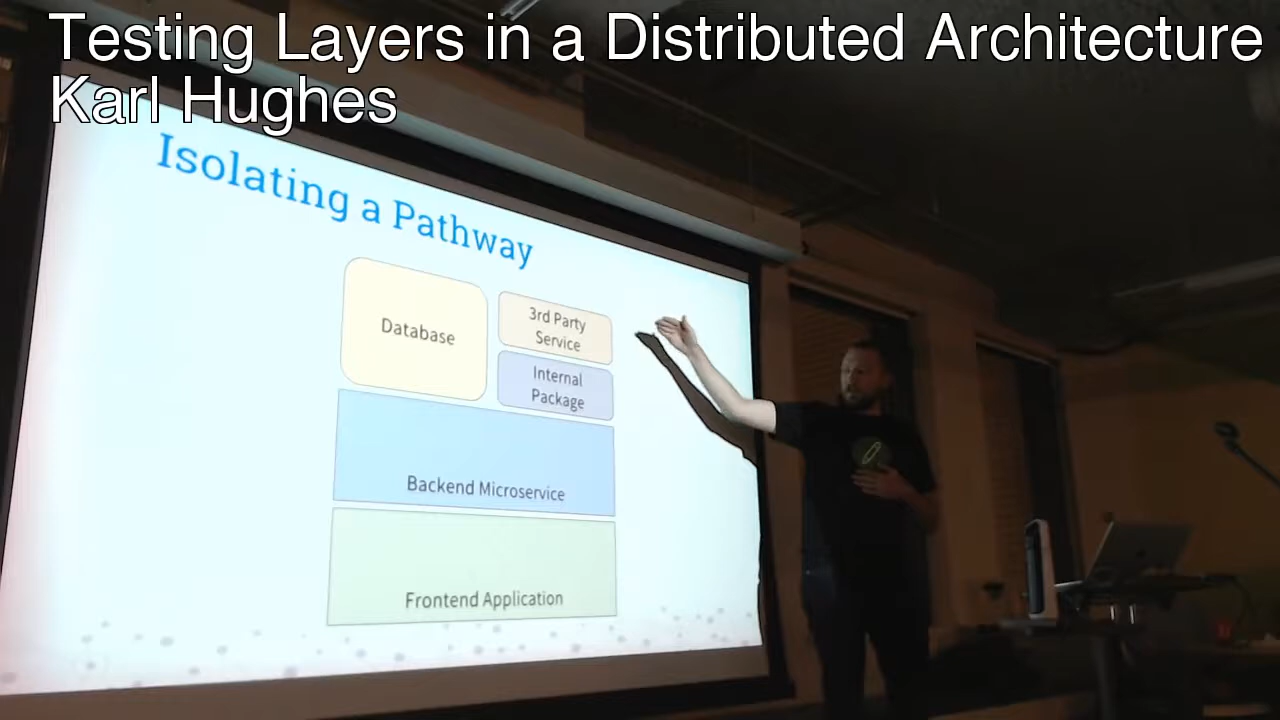 Testing Layers in a Distributed Architecture
Karl Hughes
Isolating a Pathway
Database
3rd Party
Service
Internal
Package
Backend Microservice
Frontend Application